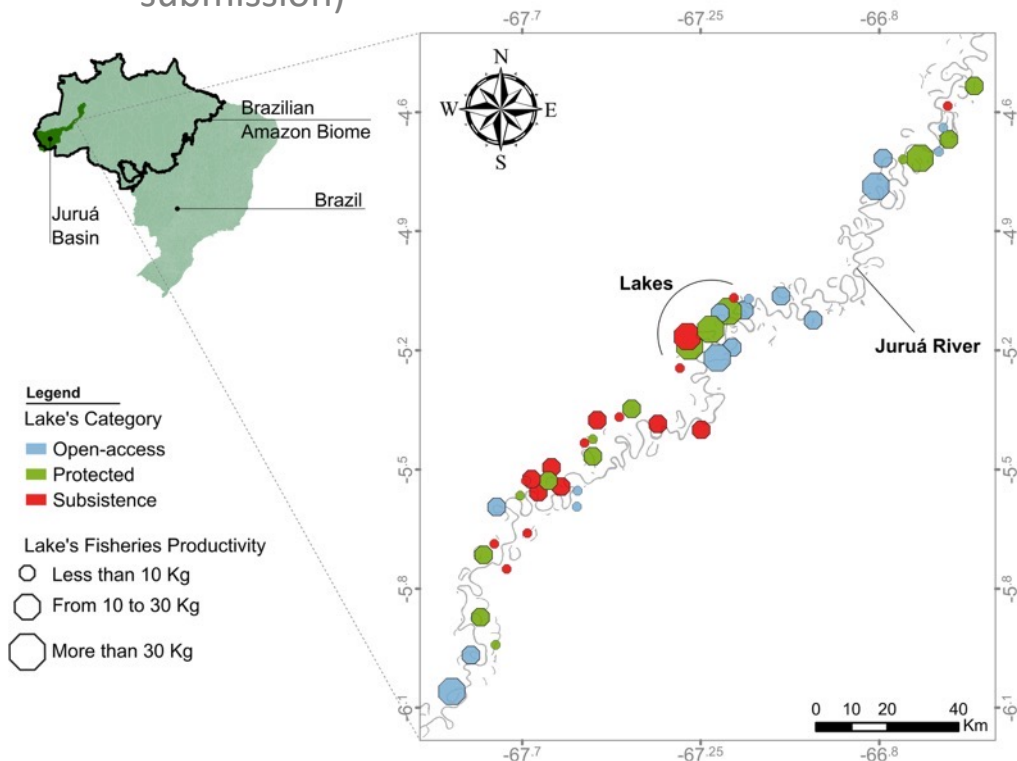 submission)
-67.7 -67.25 -66.8
N
W E
S
Brazilian
Amazon Biome
Brazil
Juruá
Basin
-4.6
-4.9
-5.2
-5.5
-5.8
-6.1
-4.6
-4.9
-5.2
-5.5
-5.8
-6.1
Lakes
Juruá River
Legend
Lake's Category
Open-access
Protected
Subsistence
Lake's Fisheries Productivity
Less than 10 Kg
From 10 to 30 Kg
More than 30 Kg
0 10 20 40
Km
-67.7 -67.25 -66.8